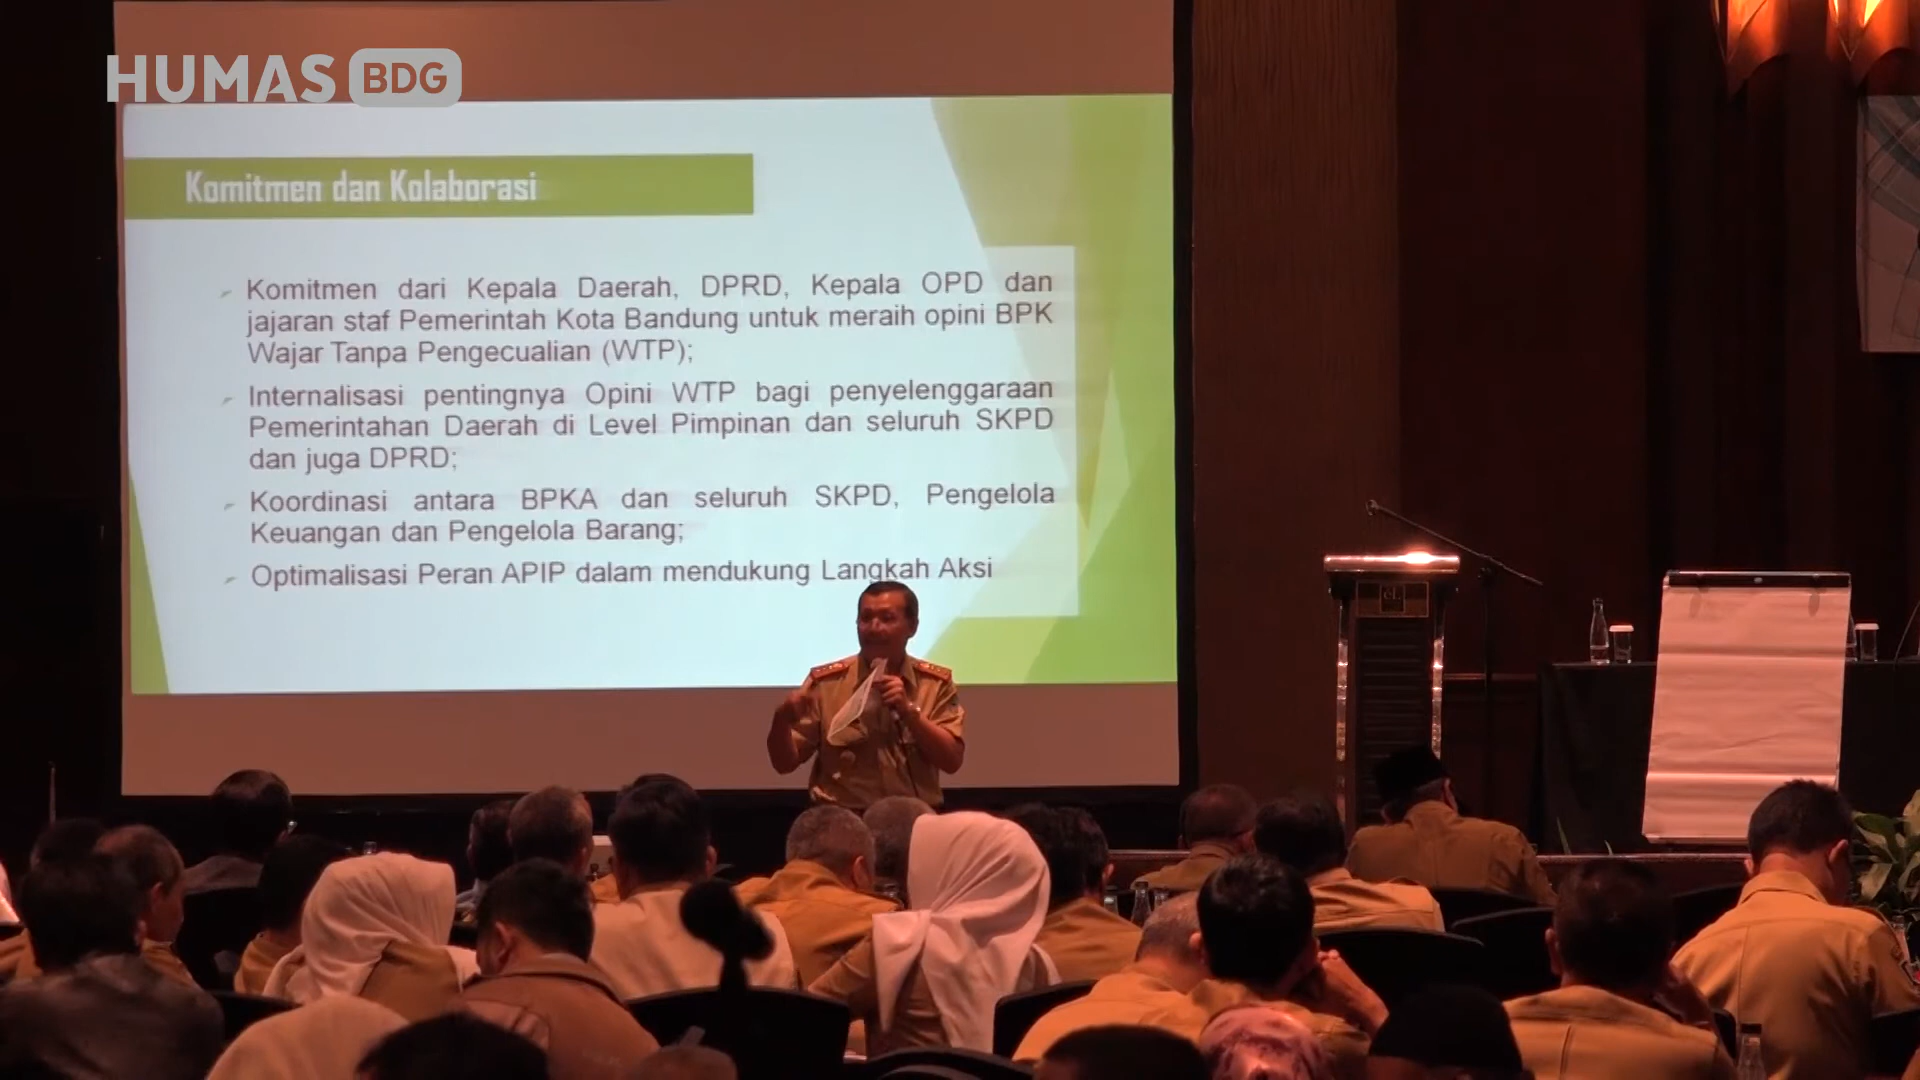 HUMAS BDG
Komitmen dan Kolaborasi
Komitmen dari Kepala Daerah, DPRD, Kepala OPD dan
jajaran staf Pemerintah Kota Bandung untuk meraih opini BPK
Wajar Tanpa Pengecualian (WTP);
Internalisasi pentingnya Opini WTP bagi penyelenggaraan
Pemerintahan Daerah di Level Pimpinan dan seluruh SKPD
dan juga DPRD;
Koordinasi antara BPKA dan seluruh SKPD, Pengelola
Keuangan dan Pengelola Barang;
Optimalisasi Peran APIP dalam mendukung Langkah Aksi